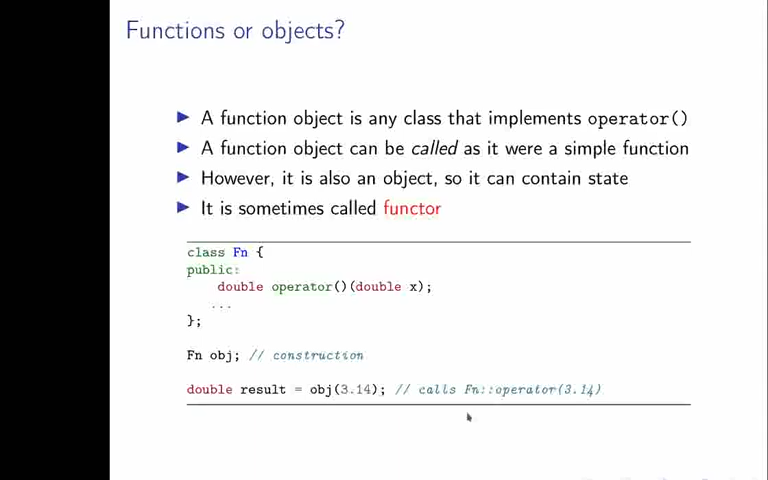 Functions or objects?
A function object is any class that implements operator()
A function object can be called as it were a simple function
However, it is also an object, so it can contain state
It is sometimes called functor
class Fn {
public:
double operator()(double x);
...
};
Fn obj; // construction
double result = obj(3.14); // calls Fn::operator(3.14)